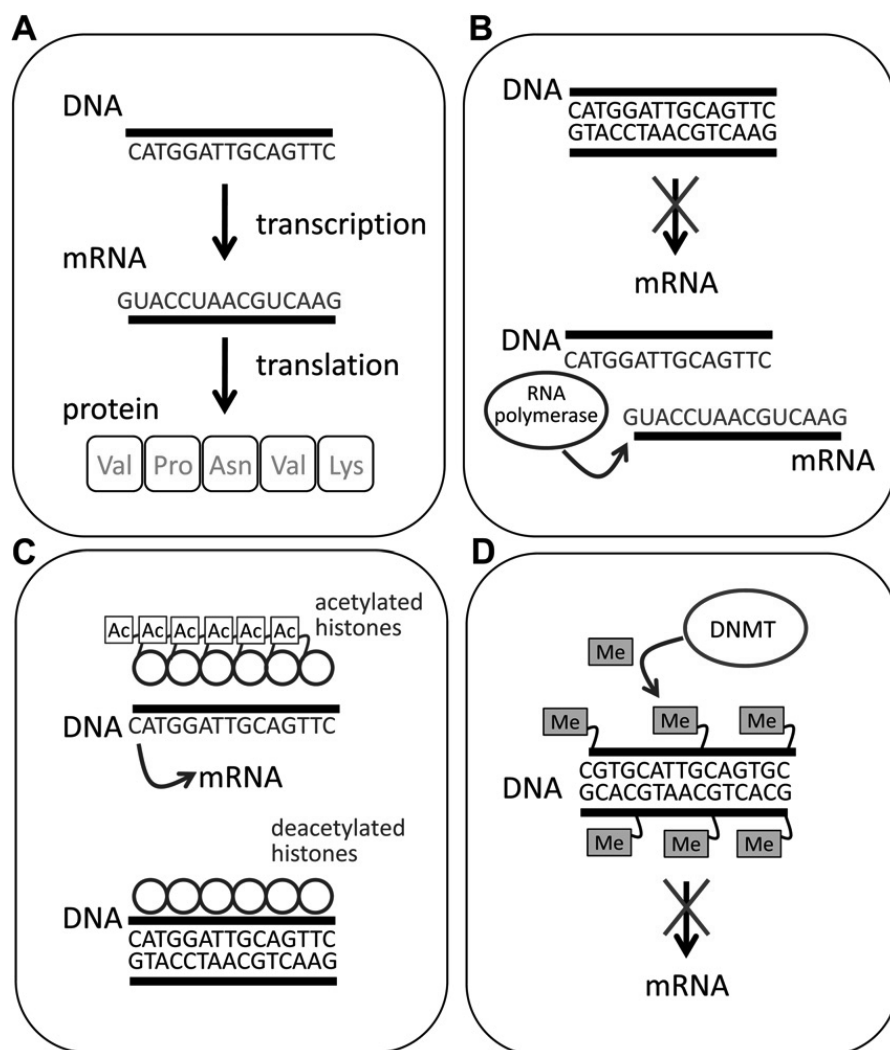 A
DNA
CATGGATTGCAGTTC
transcription
mRNA
GUACCUAACGUCAAG
translation
protein
Val Pro Asn Val Lys
B
DNA
CATGGATTGCAGTTC
GTACCTAACGTCAAG
mRNA
DNA
CATGGATTGCAGTTC
RNA
polymerase
GUACCUAACGUCAAG
mRNA
C
acetylated
histones
Ac Ac Ac Ac Ac Ac
DNA CATGGATTGCAGTTC
mRNA
deacetylated
histones
DNA
CATGGATTGCAGTTC
GTACCTAACGTCAAG
D
DNMT
Me
Me Me Me
DNA
CGTGCATTGCAGTGC
GCACGTAACGTCACG
Me Me Me
mRNA